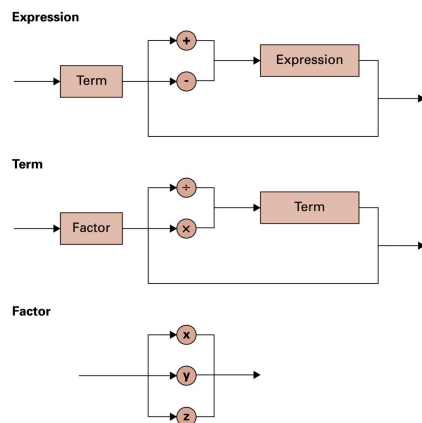 Expression
+
Term
-
Expression
Term
÷
Factor
×
Term
Factor
x
y
z